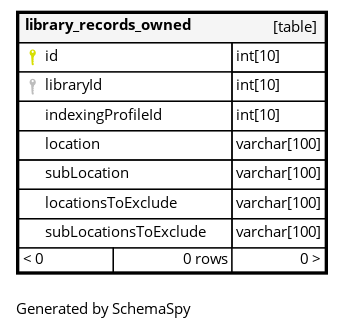 library_records_owned [table]
id int[10]
libraryId int[10]
indexingProfileId int[10]
location varchar[100]
subLocation varchar[100]
locationsToExclude varchar[100]
subLocationsToExclude varchar[100]
< 0 0 rows 0 >
Generated by SchemaSpy